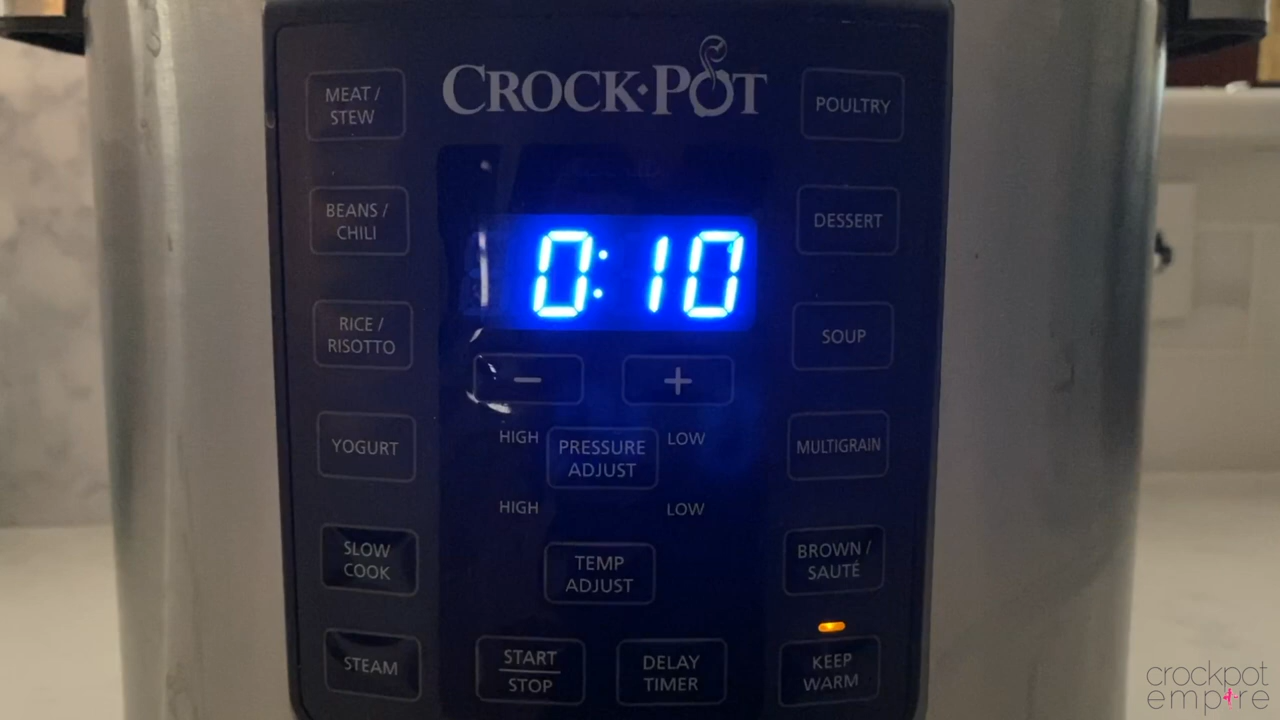 CROCK·POT
MEAT /
STEW
POULTRY
BEANS /
CHILI
DESSERT
0:10
RICE /
RISOTTO
SOUP
− +
YOGURT
HIGH
PRESSURE
ADJUST
LOW
MULTIGRAIN
HIGH LOW
SLOW
COOK
TEMP
ADJUST
BROWN /
SAUTÉ
STEAM
START
STOP
DELAY
TIMER
KEEP
WARM
crockpot
empire